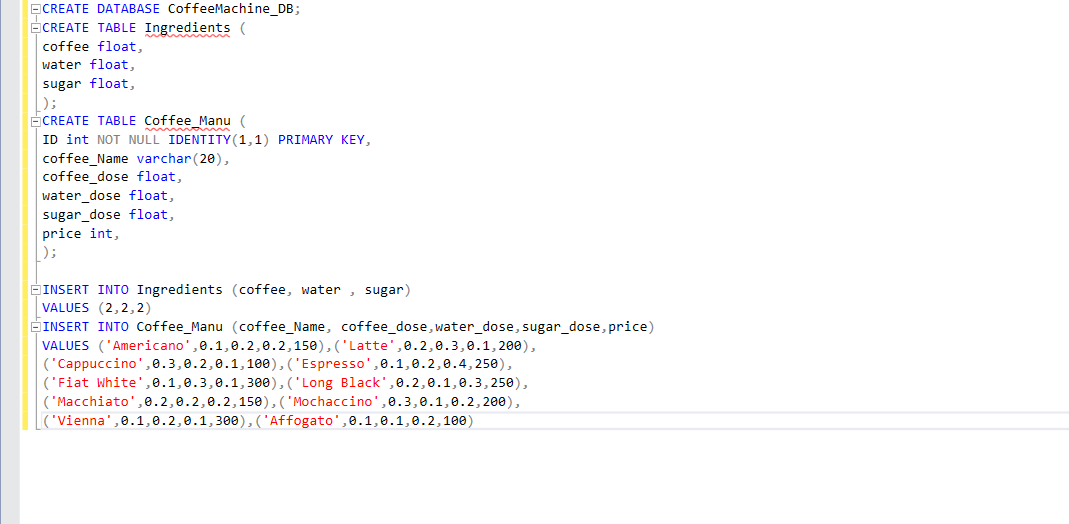 CREATE DATABASE CoffeeMachine_DB;
CREATE TABLE Ingredients (
coffee float,
water float,
sugar float,
);
CREATE TABLE Coffee_Manu (
ID int NOT NULL IDENTITY(1,1) PRIMARY KEY,
coffee_Name varchar(20),
coffee_dose float,
water_dose float,
sugar_dose float,
price int,
);
INSERT INTO Ingredients (coffee, water , sugar)
VALUES (2,2,2)
INSERT INTO Coffee_Manu (coffee_Name, coffee_dose,water_dose,sugar_dose,price)
VALUES ('Americano',0.1,0.2,0.2,150),('Latte',0.2,0.3,0.1,200),
('Cappuccino',0.3,0.2,0.1,100),('Espresso',0.1,0.2,0.4,250),
('Fiat White',0.1,0.3,0.1,300),('Long Black',0.2,0.1,0.3,250),
('Macchiato',0.2,0.2,0.2,150),('Mochaccino',0.3,0.1,0.2,200),
('Vienna',0.1,0.2,0.1,300),('Affogato',0.1,0.1,0.2,100)